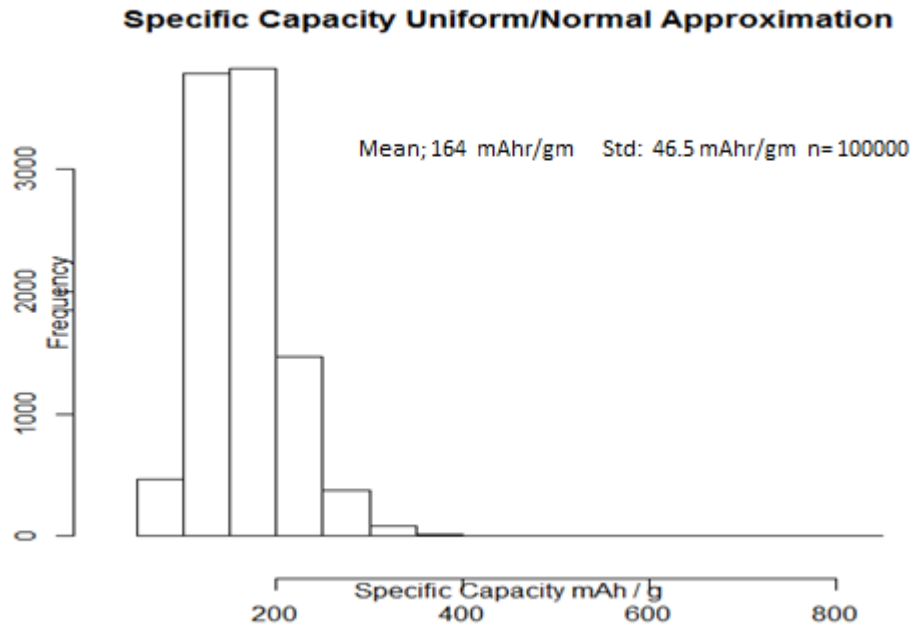 Specific Capacity Uniform/Normal Approximation
Mean; 164 mAhr/gm Std: 46.5 mAhr/gm n= 100000
3000
2000
1000
0
Frequency
Specific Capacity mAh / g
200 400 600 800